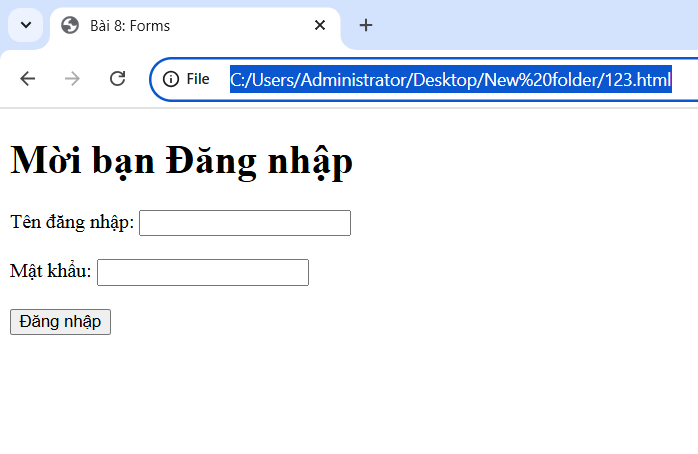 Bài 8: Forms
File C:/Users/Administrator/Desktop/New%20folder/123.html
Mời bạn Đăng nhập
Tên đăng nhập:
Mật khẩu:
Đăng nhập